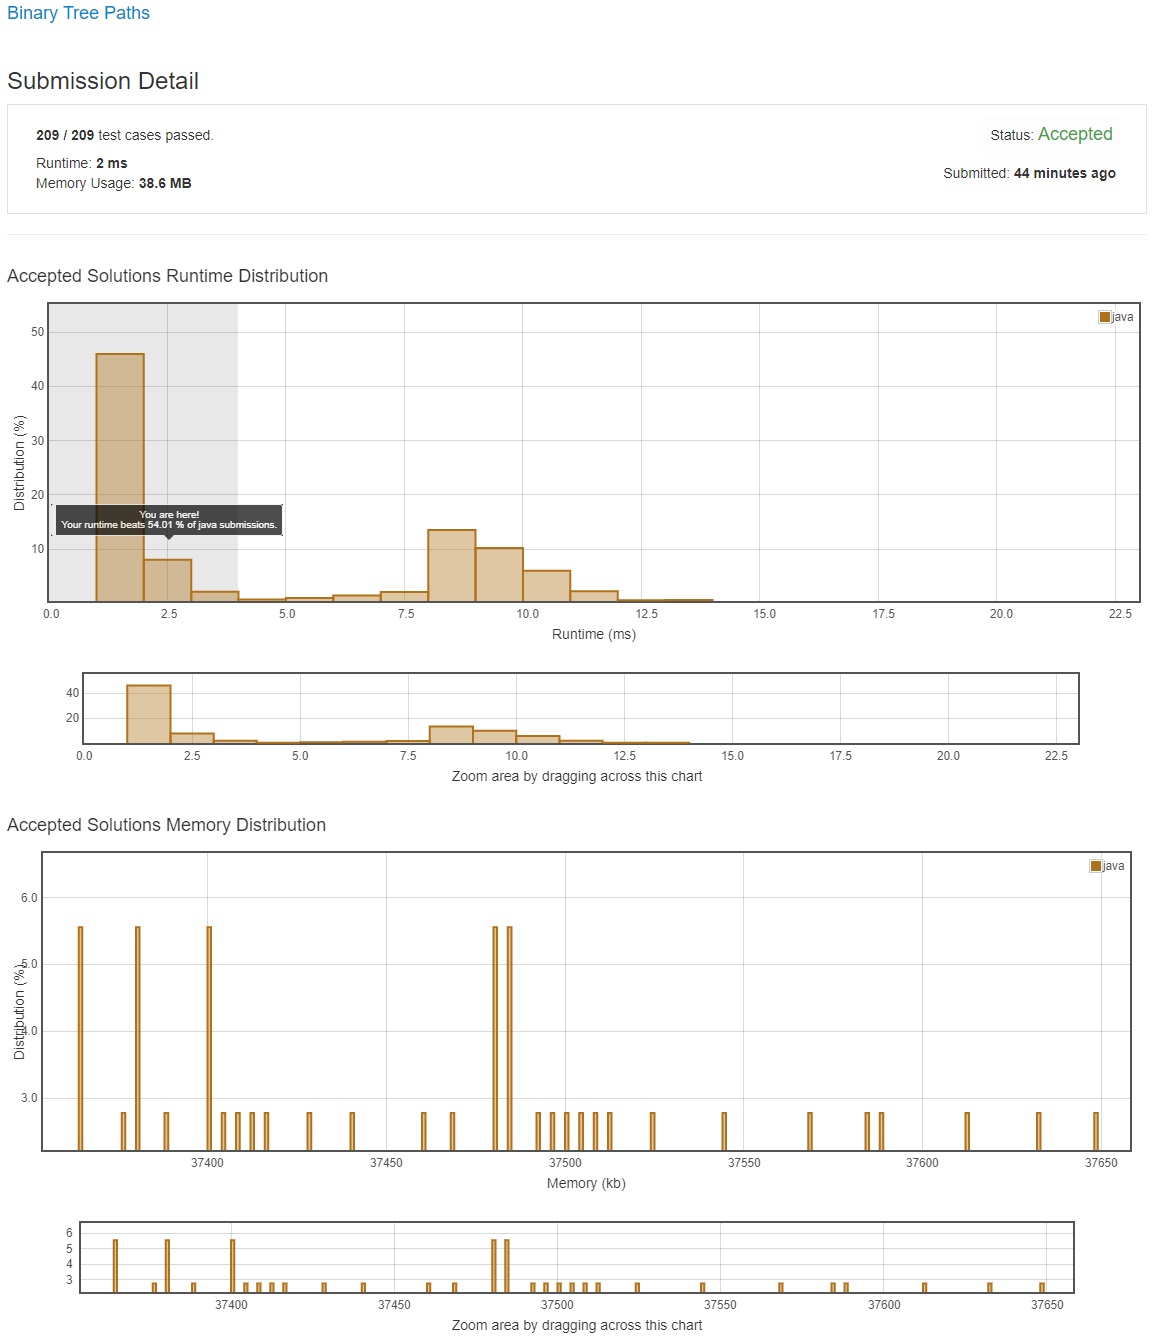 Binary Tree Paths
Submission Detail
209 / 209 test cases passed.
Status: Accepted
Runtime: 2 ms
Memory Usage: 38.6 MB
Submitted: 44 minutes ago
Accepted Solutions Runtime Distribution
java
50
40
30
20
10
Distribution (%)
You are here!
Your runtime beats 54.01 % of java submissions.
0.0 2.5 5.0 7.5 10.0 12.5 15.0 17.5 20.0 22.5
Runtime (ms)
40
20
0.0 2.5 5.0 7.5 10.0 12.5 15.0 17.5 20.0 22.5
Zoom area by dragging across this chart
Accepted Solutions Memory Distribution
java
6.0
5.0
4.0
3.0
Distribution (%)
37400 37450 37500 37550 37600 37650
Memory (kb)
6
5
4
3
37400 37450 37500 37550 37600 37650
Zoom area by dragging across this chart